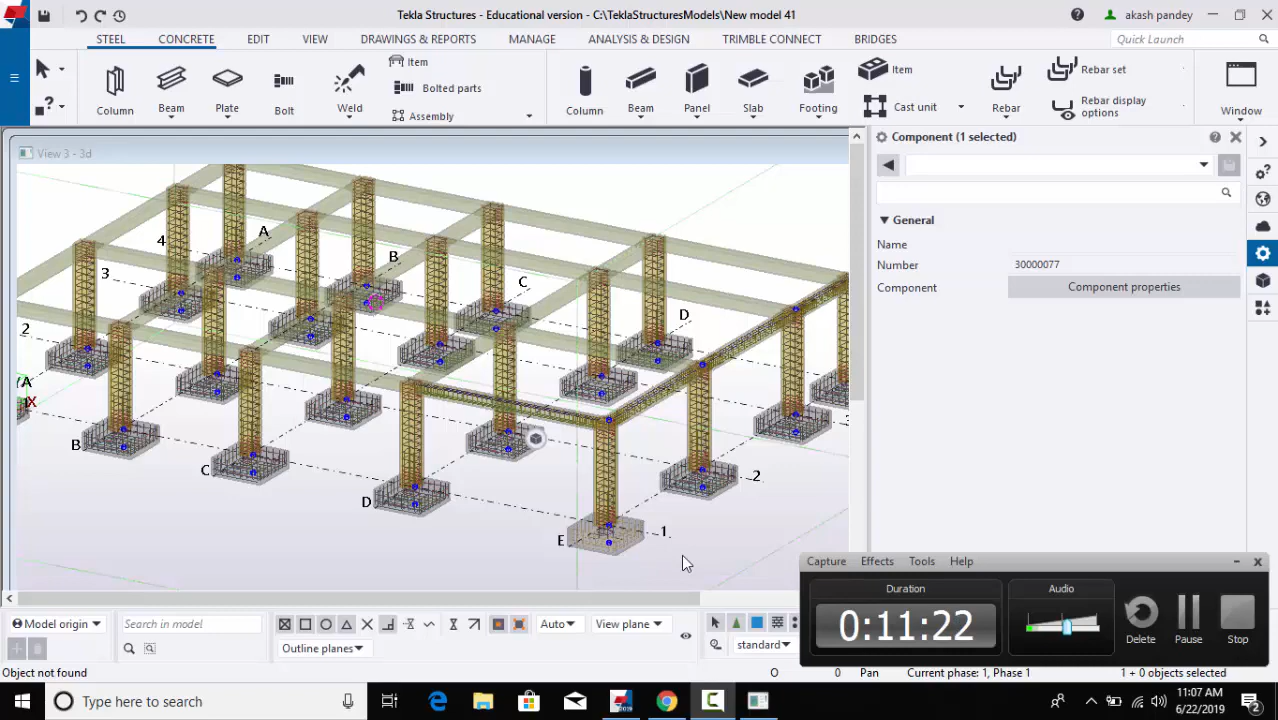 Tekla Structures - Educational version - C:\TeklaStructuresModels\New model 41
akash pandey
STEEL CONCRETE EDIT VIEW DRAWINGS & REPORTS MANAGE ANALYSIS & DESIGN TRIMBLE CONNECT BRIDGES
Quick Launch
Column Beam Plate Bolt Weld
Item
Bolted parts
Assembly
Column Beam Panel Slab Footing
Item
Cast unit
Rebar
Rebar set
Rebar display options
Window
View 3 - 3d
Component (1 selected)
General
Name
Number 30000077
Component Component properties
4 A
3 B
C
2 D
A
X
B
C
D
2
E 1
Capture Effects Tools Help
Duration
0:11:22
Audio
Delete Pause Stop
Model origin
Search in model
Auto
View plane
Outline planes
standard
Object not found
O 0 Pan Current phase: 1, Phase 1 1 + 0 objects selected
Type here to search
11:07 AM
6/22/2019
2